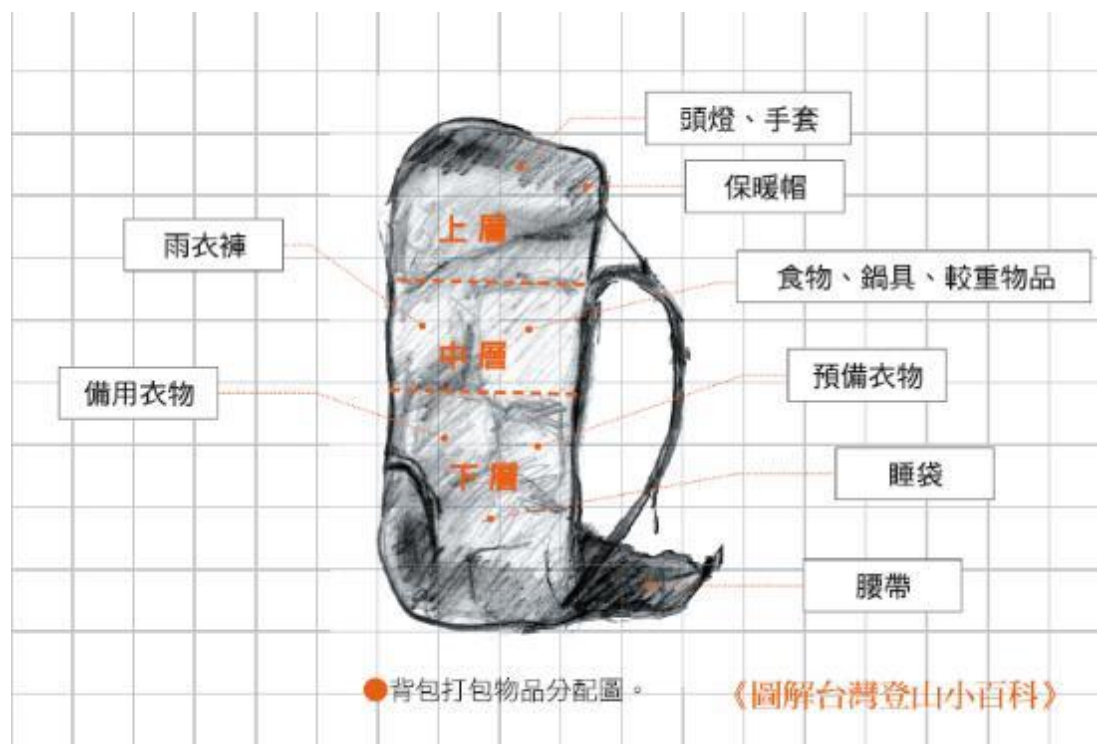 頭燈、手套
保暖帽
上層
雨衣褲
食物、鍋具、較重物品
中層
備用衣物
預備衣物
下層
睡袋
腰帶
●背包打包物品分配圖。
《圖解台灣登山小百科》